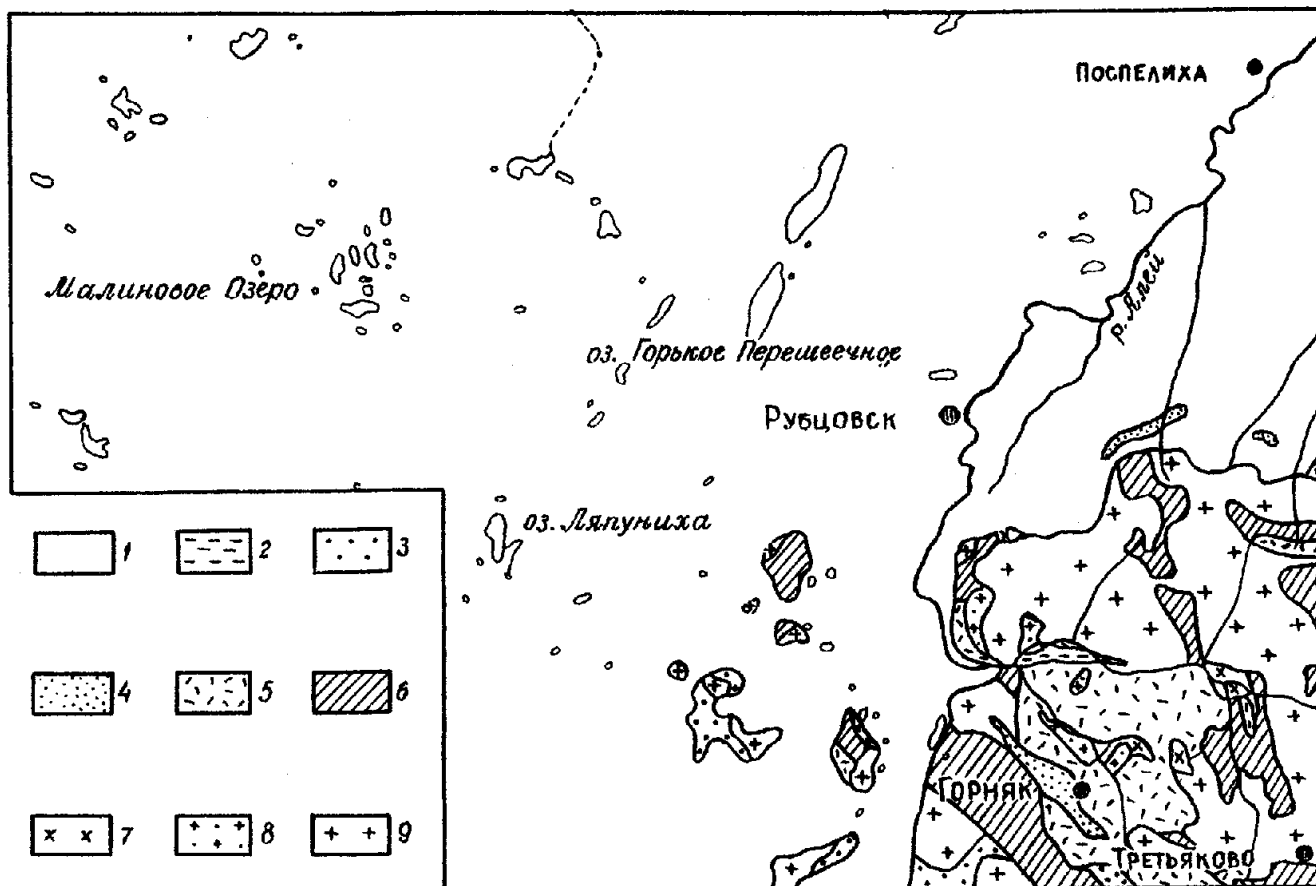 ПОСПЕЛИХА
р. Алей
Малиновое Озеро
оз. Горькое Перешеечное
Рубцовск
оз. Ляпуниха
1 2 3
4 5 6
7 8 9
ГОРНЯК
ТРЕТЬЯКОВО